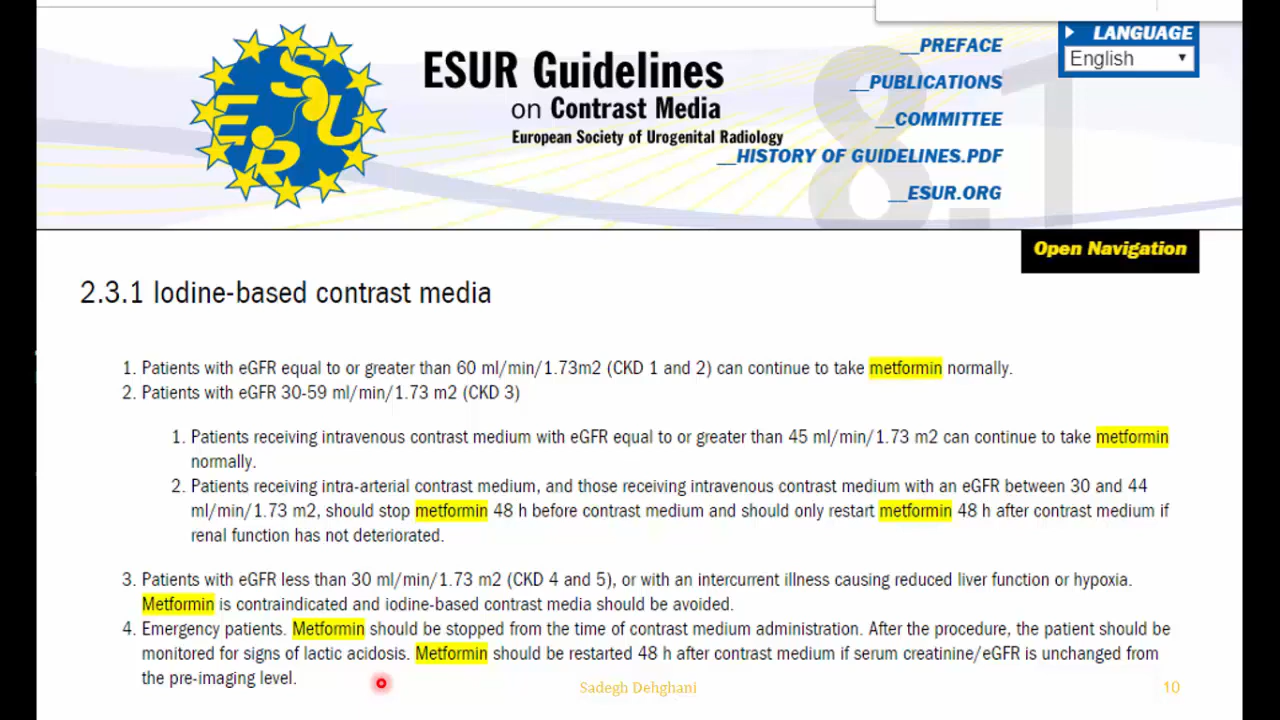 ESUR
ESUR Guidelines
on Contrast Media
European Society of Urogenital Radiology
8.1
__PREFACE
__PUBLICATIONS
__COMMITTEE
__HISTORY OF GUIDELINES.PDF
__ESUR.ORG
LANGUAGE
English
Open Navigation
2.3.1 Iodine-based contrast media
1. Patients with eGFR equal to or greater than 60 ml/min/1.73m2 (CKD 1 and 2) can continue to take metformin normally.
2. Patients with eGFR 30-59 ml/min/1.73 m2 (CKD 3)
1. Patients receiving intravenous contrast medium with eGFR equal to or greater than 45 ml/min/1.73 m2 can continue to take metformin
normally.
2. Patients receiving intra-arterial contrast medium, and those receiving intravenous contrast medium with an eGFR between 30 and 44
ml/min/1.73 m2, should stop metformin 48 h before contrast medium and should only restart metformin 48 h after contrast medium if
renal function has not deteriorated.
3. Patients with eGFR less than 30 ml/min/1.73 m2 (CKD 4 and 5), or with an intercurrent illness causing reduced liver function or hypoxia.
Metformin is contraindicated and iodine-based contrast media should be avoided.
4. Emergency patients. Metformin should be stopped from the time of contrast medium administration. After the procedure, the patient should be
monitored for signs of lactic acidosis. Metformin should be restarted 48 h after contrast medium if serum creatinine/eGFR is unchanged from
the pre-imaging level.
Sadegh Dehghani
10